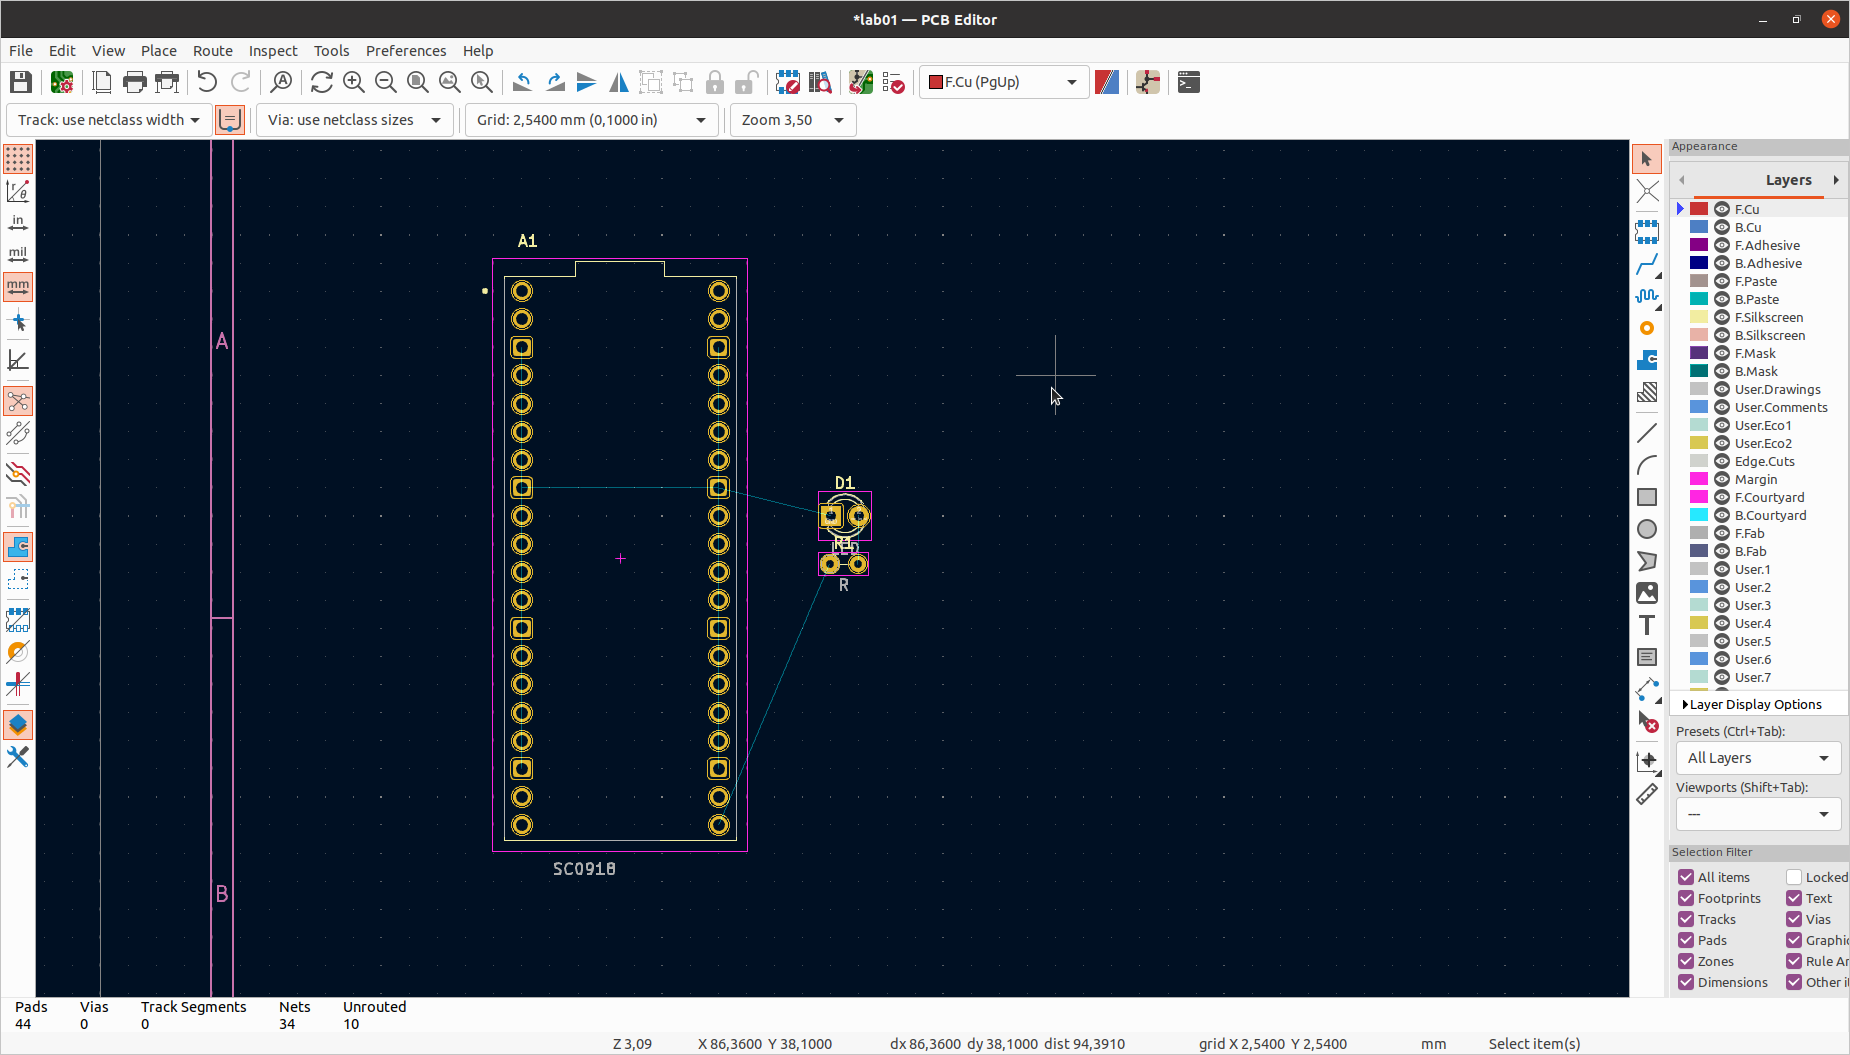 *lab01 — PCB Editor
File Edit View Place Route Inspect Tools Preferences Help
F.Cu (PgUp)
Track: use netclass width Via: use netclass sizes Grid: 2,5400 mm (0,1000 in) Zoom 3,50
in
mil
mm
A
B
A1
SC0918
D1
R
Appearance
Layers
F.Cu
B.Cu
F.Adhesive
B.Adhesive
F.Paste
B.Paste
F.Silkscreen
B.Silkscreen
F.Mask
B.Mask
User.Drawings
User.Comments
User.Eco1
User.Eco2
Edge.Cuts
Margin
F.Courtyard
B.Courtyard
F.Fab
B.Fab
User.1
User.2
User.3
User.4
User.5
User.6
User.7
Layer Display Options
Presets (Ctrl+Tab):
All Layers
Viewports (Shift+Tab):
---
Selection Filter
All items Locked
Footprints Text
Tracks Vias
Pads Graphic
Zones Rule Ar
Dimensions Other i
Pads Vias Track Segments Nets Unrouted
44 0 0 34 10
Z 3,09 X 86,3600 Y 38,1000 dx 86,3600 dy 38,1000 dist 94,3910 grid X 2,5400 Y 2,5400 mm Select item(s)